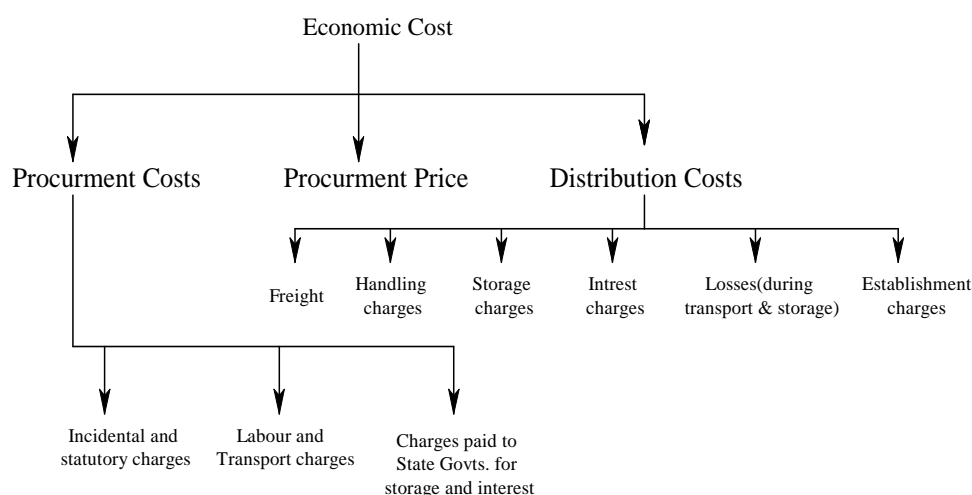 Economic Cost
Procurment Costs
Procurment Price
Distribution Costs
Freight
Handling
charges
Storage
charges
Intrest
charges
Losses(during
transport & storage)
Establishment
charges
Incidental and
statutory charges
Labour and
Transport charges
Charges paid to
State Govts. for
storage and interest